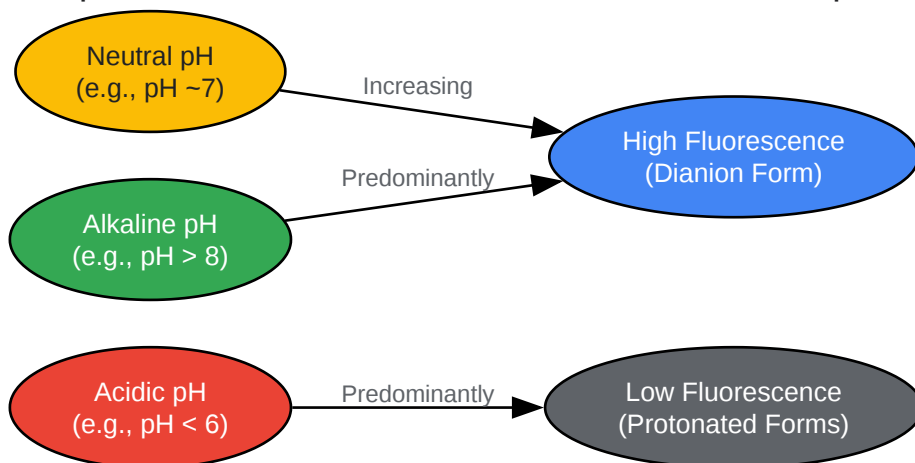 Neutral pH
(e.g., pH ~7)
Increasing
High Fluorescence
(Dianion Form)
Predominantly
Alkaline pH
(e.g., pH > 8)
Acidic pH
(e.g., pH < 6)
Predominantly
Low Fluorescence
(Protonated Forms)